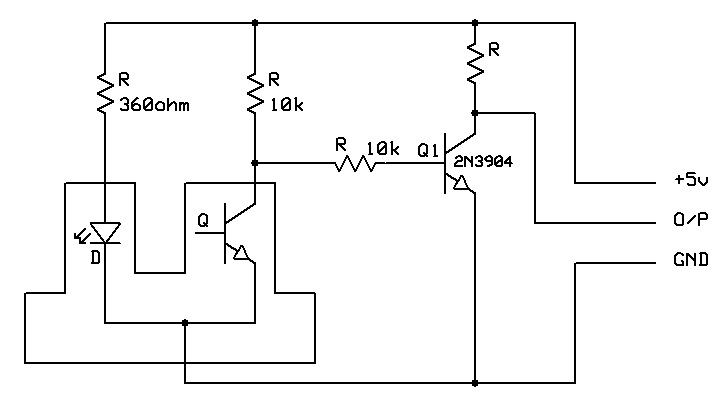 R
360ohm
R
10k
R
R 10k
Q1
2N3904
Q
D
+5v
O/P
GND